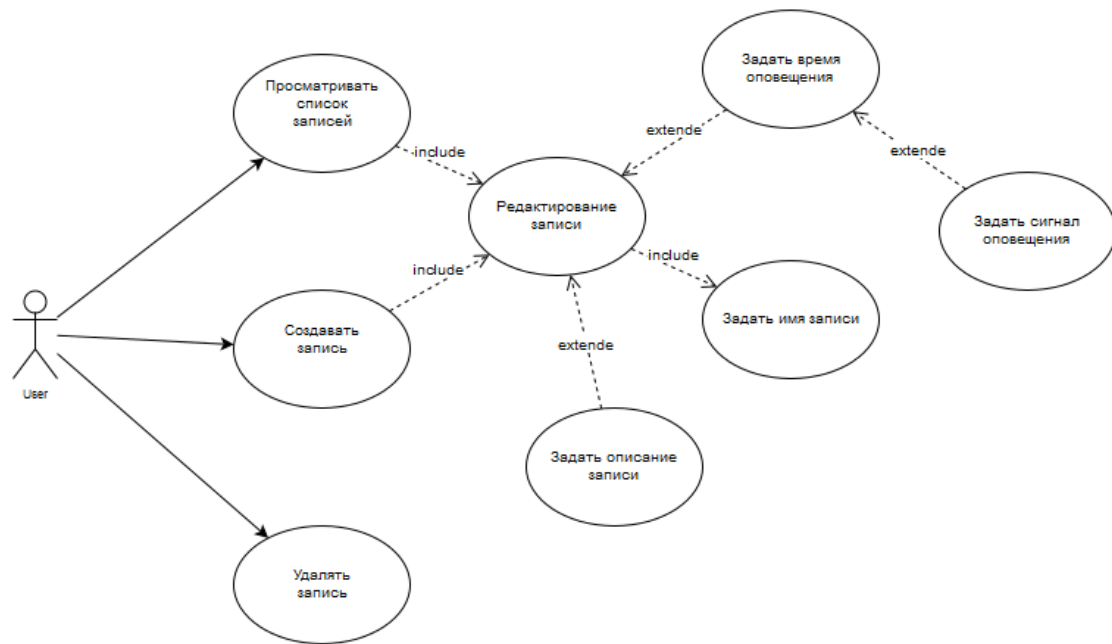 Просматривать
список
записей
Задать время
оповещения
include
extende
extende
Редактирование
записи
Задать сигнал
оповещения
include
include
Создавать
запись
Задать имя записи
extende
User
Задать описание
записи
Удалять
запись